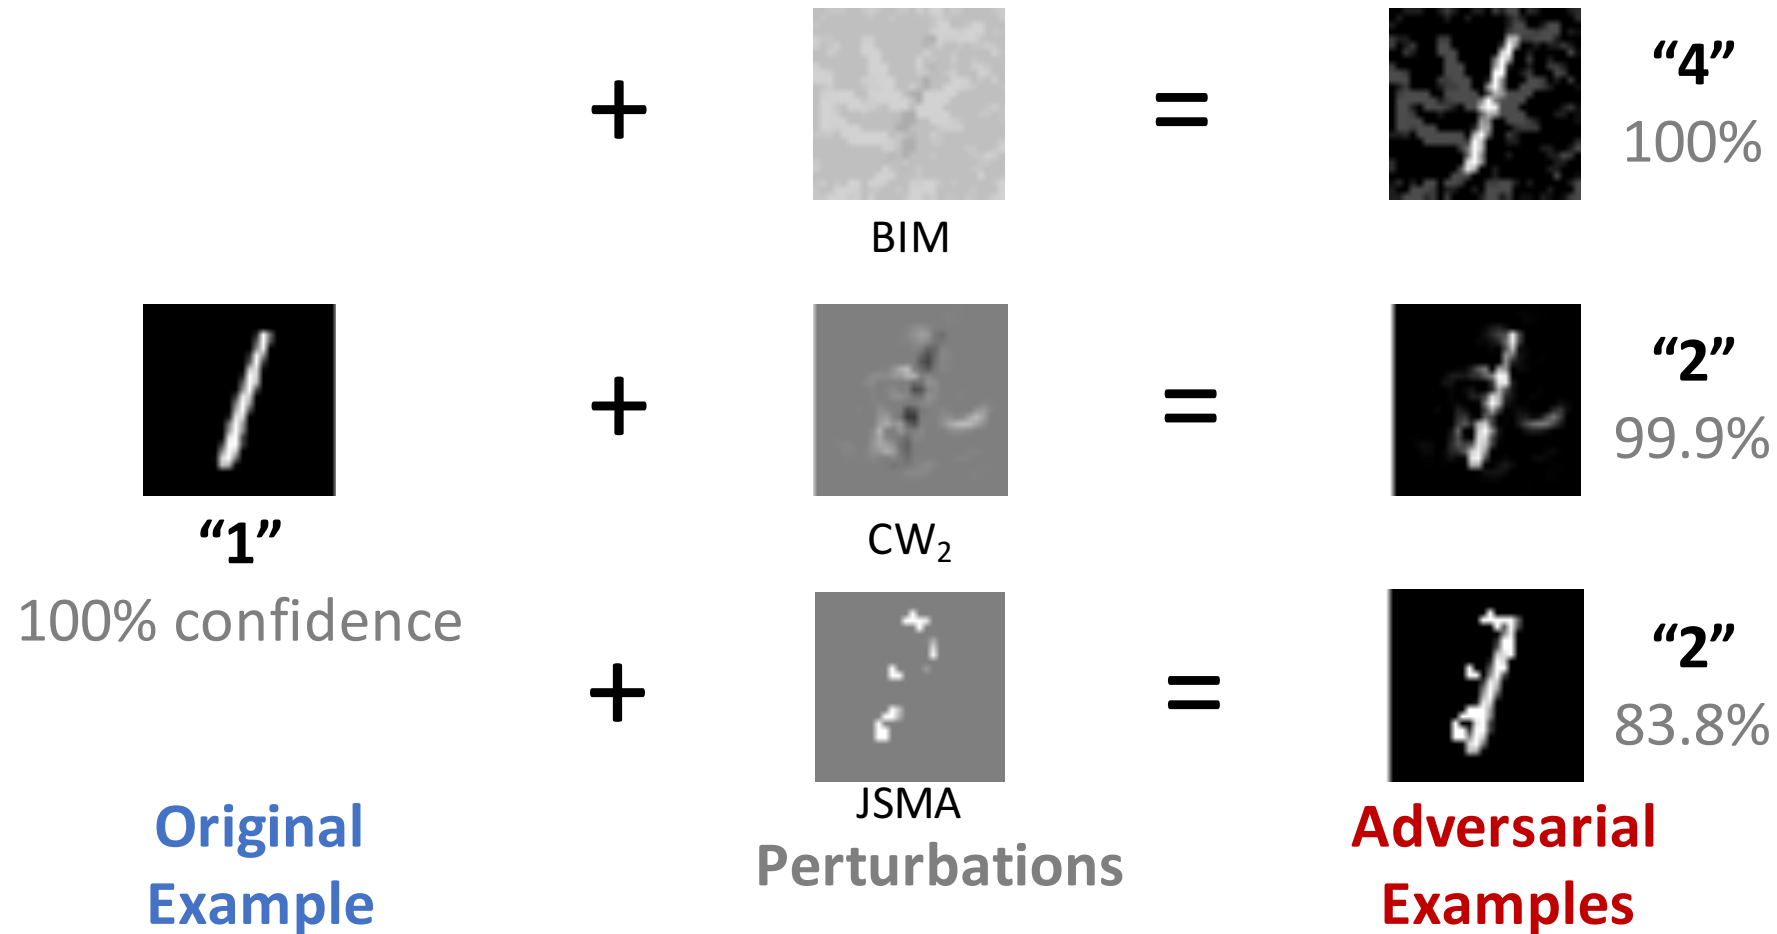 +
=
“4”
100%
BIM
“1”
100% confidence
+
=
“2”
99.9%
CW₂
+
=
“2”
83.8%
JSMA
Original
Example
Perturbations
Adversarial
Examples